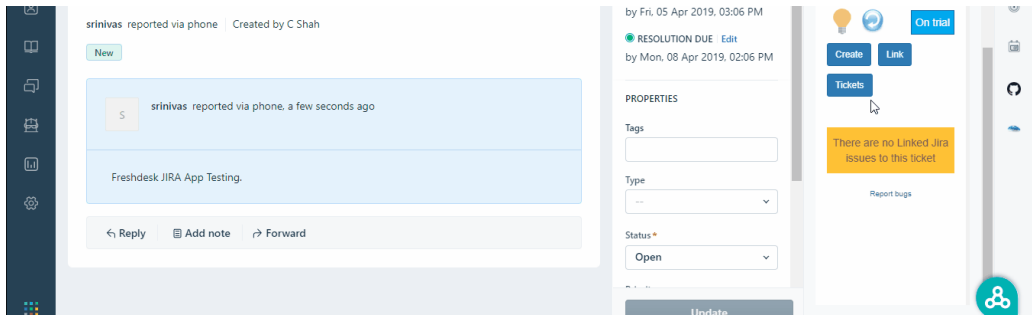 srinivas reported via phone Created by C Shah
New
S
srinivas reported via phone, a few seconds ago
Freshdesk JIRA App Testing.
Reply Add note Forward
by Fri, 05 Apr 2019, 03:06 PM
RESOLUTION DUE Edit
by Mon, 08 Apr 2019, 02:06 PM
PROPERTIES
Tags
Type
--
Status*
Open
Update
On trial
Create Link
Tickets
There are no Linked Jira
issues to this ticket
Report bugs